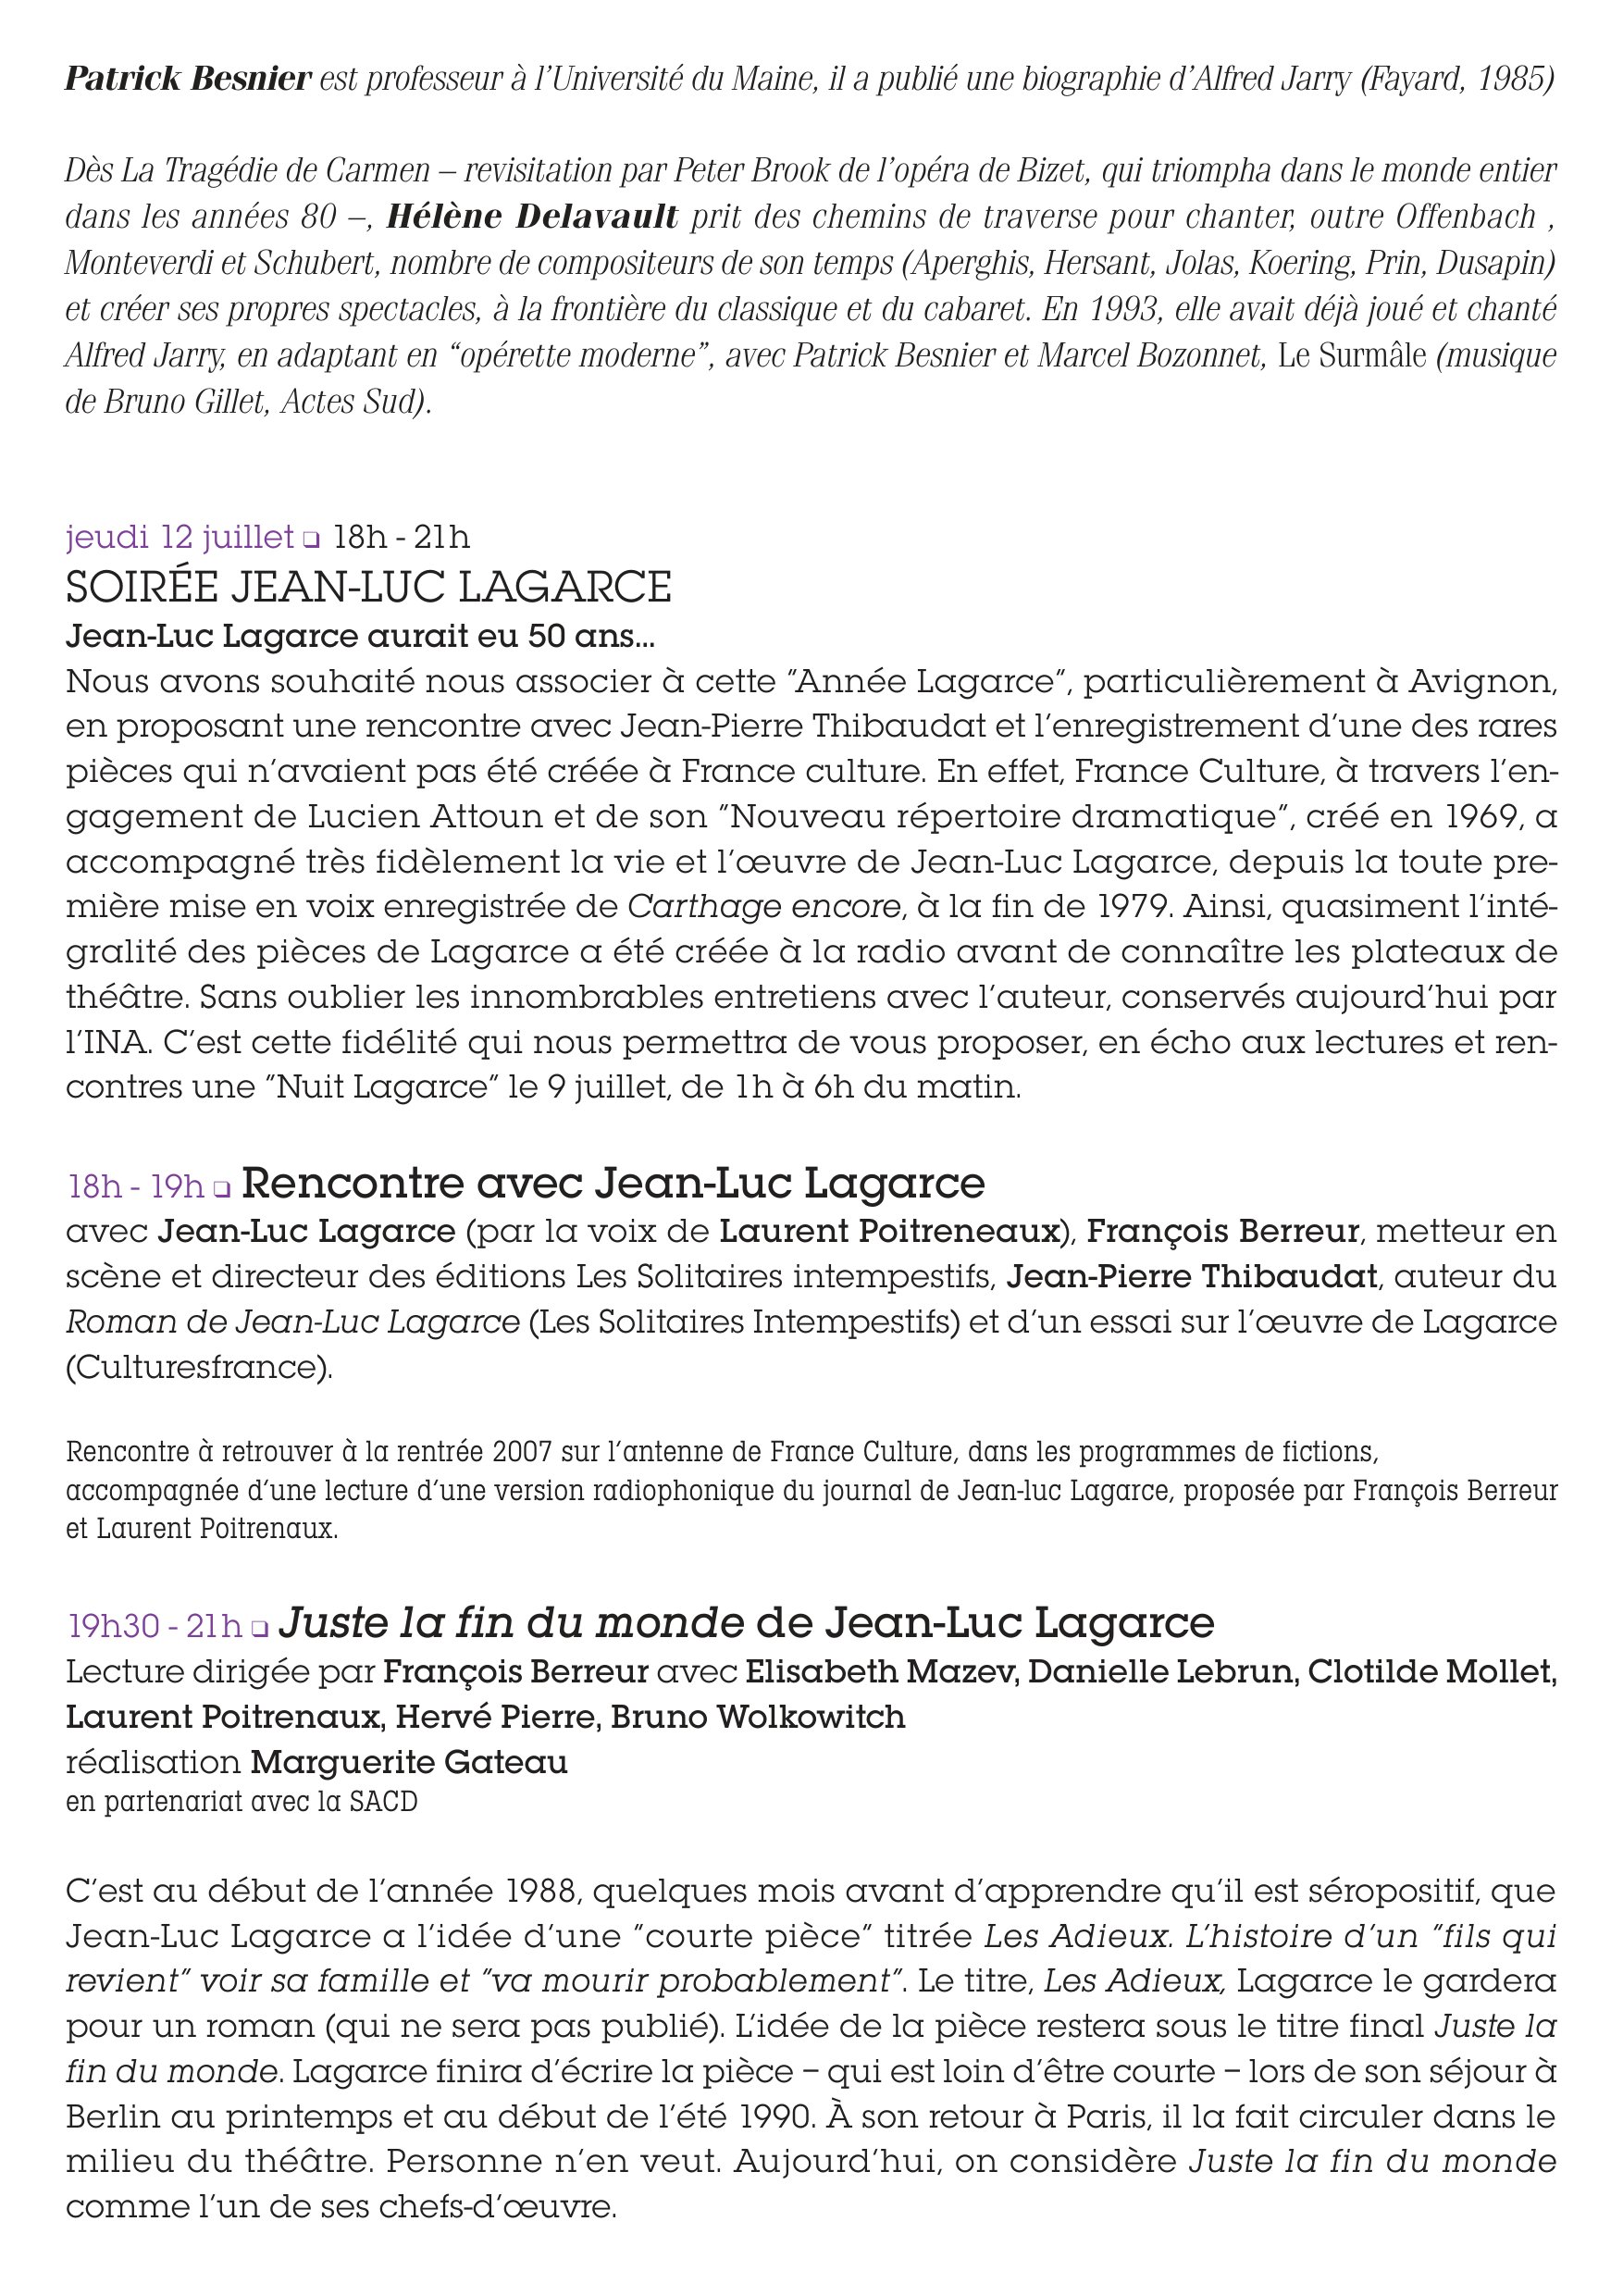 Patrick Besnier est professeur à l’Université du Maine, il a publié une biographie d’Alfred Jarry (Fayard, 1985)
Dès La Tragédie de Carmen – revisitation par Peter Brook de l’opéra de Bizet, qui triompha dans le monde entier
dans les années 80 –, Hélène Delavault prit des chemins de traverse pour chanter, outre Offenbach ,
Monteverdi et Schubert, nombre de compositeurs de son temps (Aperghis, Hersant, Jolas, Koering, Prin, Dusapin)
et créer ses propres spectacles, à la frontière du classique et du cabaret. En 1993, elle avait déjà joué et chanté
Alfred Jarry, en adaptant en “opérette moderne”, avec Patrick Besnier et Marcel Bozonnet, Le Surmâle (musique
de Bruno Gillet, Actes Sud).
jeudi 12 juillet ❏ 18h - 21h
SOIRÉE JEAN-LUC LAGARCE
Jean-Luc Lagarce aurait eu 50 ans...
Nous avons souhaité nous associer à cette ”Année Lagarce”, particulièrement à Avignon,
en proposant une rencontre avec Jean-Pierre Thibaudat et l’enregistrement d’une des rares
pièces qui n’avaient pas été créée à France culture. En effet, France Culture, à travers l’en-
gagement de Lucien Attoun et de son ”Nouveau répertoire dramatique”, créé en 1969, a
accompagné très fidèlement la vie et l’œuvre de Jean-Luc Lagarce, depuis la toute pre-
mière mise en voix enregistrée de Carthage encore, à la fin de 1979. Ainsi, quasiment l’inté-
gralité des pièces de Lagarce a été créée à la radio avant de connaître les plateaux de
théâtre. Sans oublier les innombrables entretiens avec l’auteur, conservés aujourd’hui par
l’INA. C’est cette fidélité qui nous permettra de vous proposer, en écho aux lectures et ren-
contres une ”Nuit Lagarce” le 9 juillet, de 1h à 6h du matin.
18h - 19h ❏ Rencontre avec Jean-Luc Lagarce
avec Jean-Luc Lagarce (par la voix de Laurent Poitreneaux), François Berreur, metteur en
scène et directeur des éditions Les Solitaires intempestifs, Jean-Pierre Thibaudat, auteur du
Roman de Jean-Luc Lagarce (Les Solitaires Intempestifs) et d’un essai sur l’œuvre de Lagarce
(Culturesfrance).
Rencontre à retrouver à la rentrée 2007 sur l’antenne de France Culture, dans les programmes de fictions,
accompagnée d’une lecture d’une version radiophonique du journal de Jean-luc Lagarce, proposée par François Berreur
et Laurent Poitrenaux.
19h30 - 21h ❏ Juste la fin du monde de Jean-Luc Lagarce
Lecture dirigée par François Berreur avec Elisabeth Mazev, Danielle Lebrun, Clotilde Mollet,
Laurent Poitrenaux, Hervé Pierre, Bruno Wolkowitch
réalisation Marguerite Gateau
en partenariat avec la SACD
C’est au début de l’année 1988, quelques mois avant d’apprendre qu’il est séropositif, que
Jean-Luc Lagarce a l’idée d’une ”courte pièce” titrée Les Adieux. L’histoire d’un ”fils qui
revient” voir sa famille et ”va mourir probablement”. Le titre, Les Adieux, Lagarce le gardera
pour un roman (qui ne sera pas publié). L’idée de la pièce restera sous le titre final Juste la
fin du monde. Lagarce finira d’écrire la pièce – qui est loin d’être courte – lors de son séjour à
Berlin au printemps et au début de l’été 1990. À son retour à Paris, il la fait circuler dans le
milieu du théâtre. Personne n’en veut. Aujourd’hui, on considère Juste la fin du monde
comme l’un de ses chefs-d’œuvre.